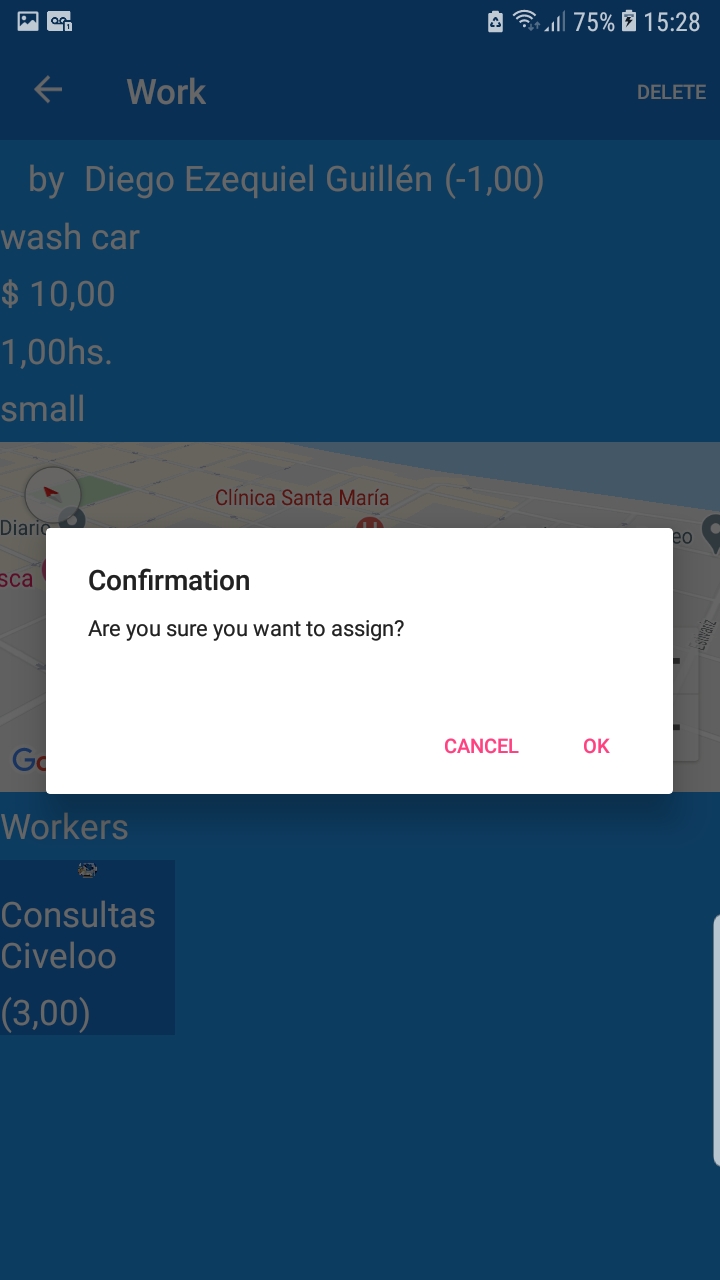 75% 15:28
Work DELETE
by Diego Ezequiel Guillén (-1,00)
wash car
$ 10,00
1,00hs.
small
Clínica Santa María
Diario
eo
sca
Confirmation
Are you sure you want to assign?
CANCEL OK
Go
Workers
Consultas
Civeloo
(3,00)